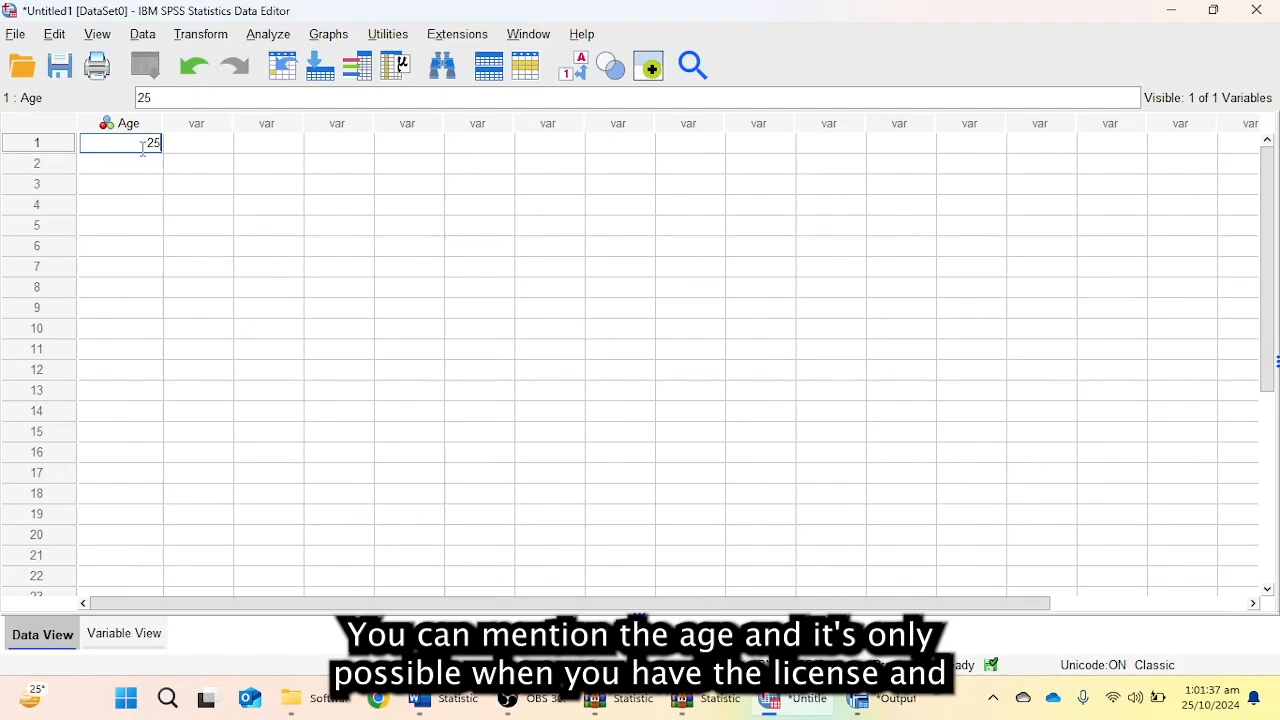 *Untitled1 [DataSet0] - IBM SPSS Statistics Data Editor
File Edit View Data Transform Analyze Graphs Utilities Extensions Window Help
1 : Age 25 Visible: 1 of 1 Variables
Age var var var var var var var var var var var var var var var var
1 25
2
3
4
5
6
7
8
9
10
11
12
13
14
15
16
17
18
19
20
21
22
Data View Variable View
You can mention the age and it's only
possible when you have the license and
Unicode:ON Classic
25° Statistic OBS 3 Statistic Statistic *Untitle *Output
1:01:37 am
25/10/2024